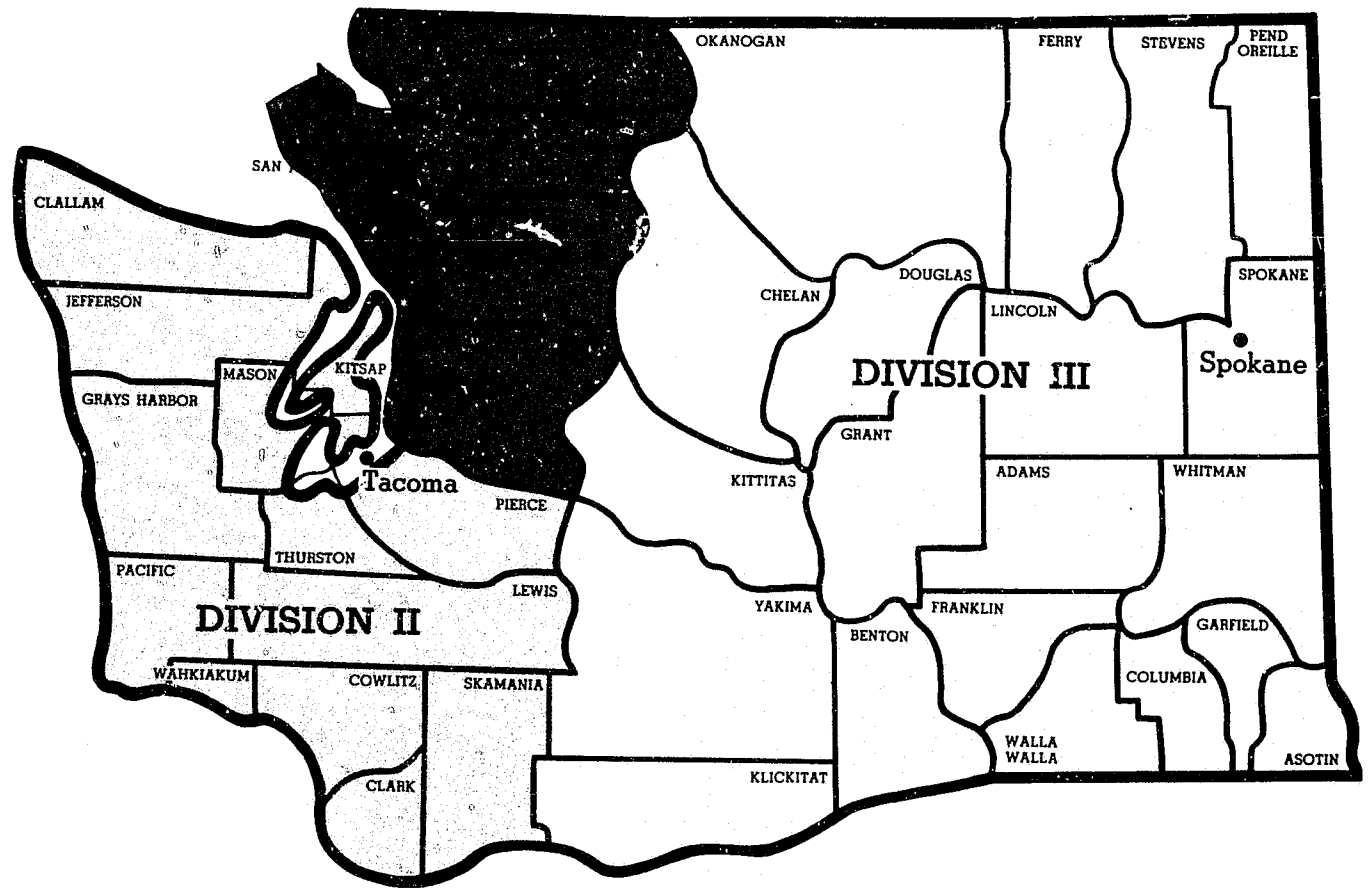 OKANOGAN
FERRY
STEVENS
PEND
OREILLE
SAN
CLALLAM
JEFFERSON
CHELAN
DOUGLAS
LINCOLN
SPOKANE
MASON
KITSAP
DIVISION III
Spokane
GRAYS HARBOR
GRANT
Tacoma
KITTITAS
ADAMS
WHITMAN
PIERCE
THURSTON
PACIFIC
LEWIS
YAKIMA
FRANKLIN
DIVISION II
BENTON
GARFIELD
WAHKIAKUM
COWLITZ
SKAMANIA
COLUMBIA
WALLA
WALLA
CLARK
KLICKITAT
ASOTIN